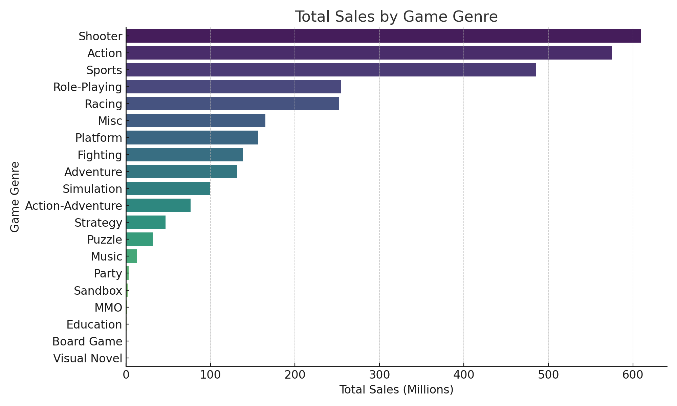 Total Sales by Game Genre
Game Genre
Shooter
Action
Sports
Role-Playing
Racing
Misc
Platform
Fighting
Adventure
Simulation
Action-Adventure
Strategy
Puzzle
Music
Party
Sandbox
MMO
Education
Board Game
Visual Novel
0 100 200 300 400 500 600
Total Sales (Millions)